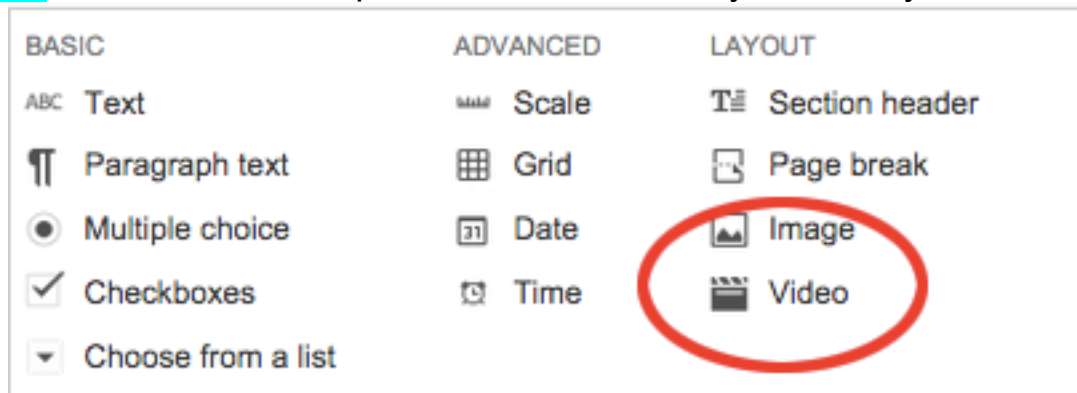 BASIC ADVANCED LAYOUT
ABC Text Scale Section header
Paragraph text Grid Page break
Multiple choice 31 Date Image
Checkboxes Time Video
Choose from a list